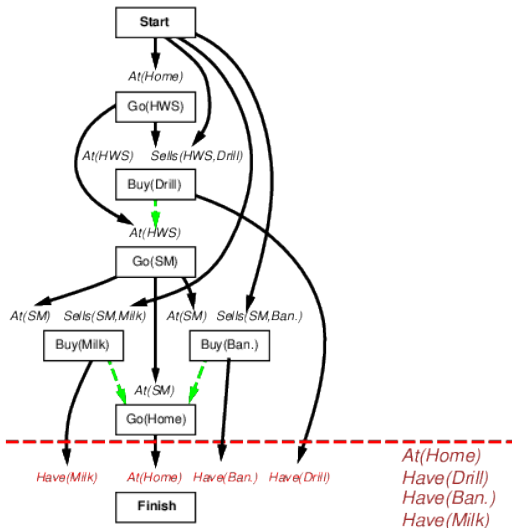 Start
At(Home)
Go(HWS)
At(HWS) Sells(HWS,Drill)
Buy(Drill)
At(HWS)
Go(SM)
At(SM) Sells(SM,Milk) At(SM) Sells(SM,Ban.)
Buy(Milk) Buy(Ban.)
At(SM)
Go(Home)
Have(Milk) At(Home) Have(Ban.) Have(Drill)
Finish
At(Home)
Have(Drill)
Have(Ban.)
Have(Milk)